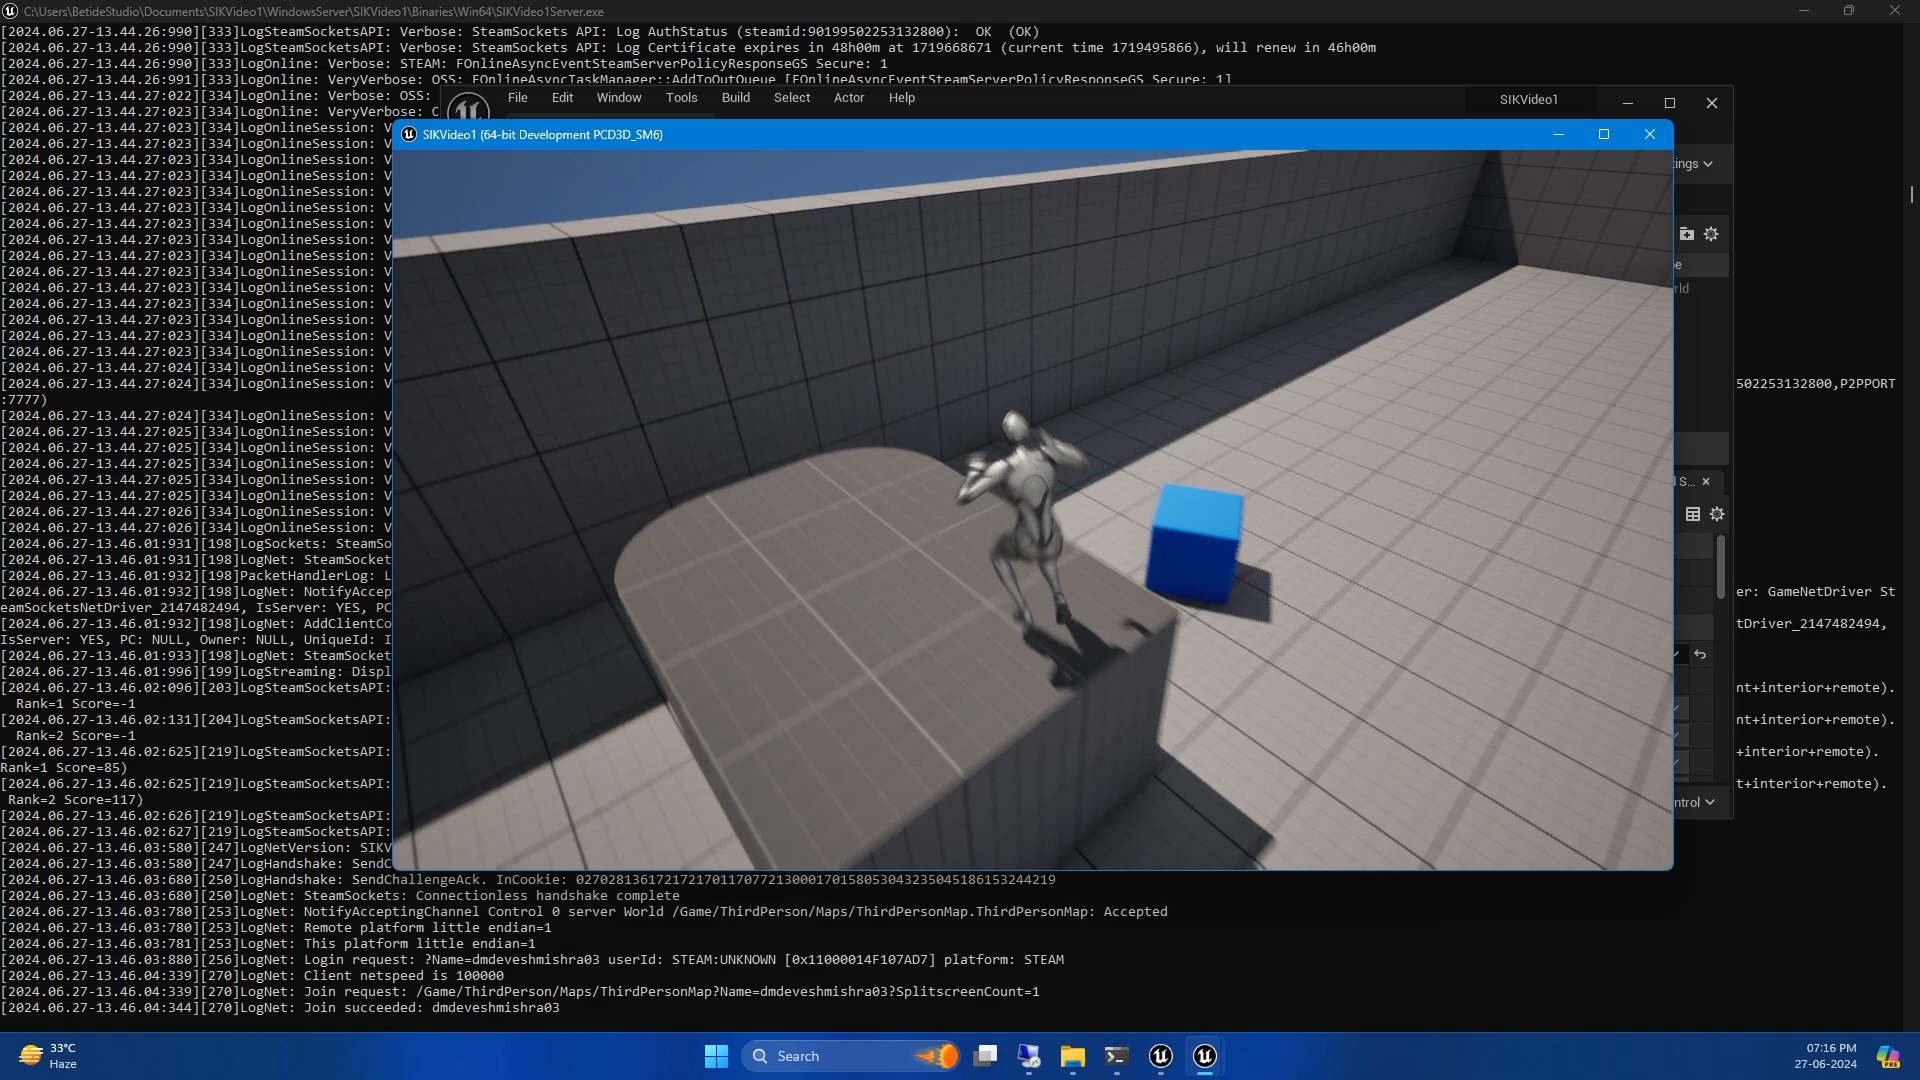 C:\Users\BetideStudio\Documents\SIKVideo1\WindowsServer\SIKVideo1\Binaries\Win64\SIKVideo1Server.exe
[2024.06.27-13.44.26:990][333]LogSteamSocketsAPI: Verbose: SteamSockets API: Log AuthStatus (steamid:90199502253132800):  OK  (OK)
[2024.06.27-13.44.26:990][333]LogSteamSocketsAPI: Verbose: SteamSockets API: Log Certificate expires in 48h00m at 1719668671 (current time 1719495866), will renew in 46h00m
[2024.06.27-13.44.26:990][333]LogOnline: Verbose: STEAM: FOnlineAsyncEventSteamServerPolicyResponseGS Secure: 1
[2024.06.27-13.44.26:991][333]LogOnline: VeryVerbose: OSS: FOnlineAsyncTaskManager::AddToOutQueue [FOnlineAsyncEventSteamServerPolicyResponseGS Secure: 1]
[2024.06.27-13.44.27:022][334]LogOnline: Verbose: OSS:
File Edit Window Tools Build Select Actor Help SIKVideo1
[2024.06.27-13.44.27:023][334]LogOnline: VeryVerbose: O
[2024.06.27-13.44.27:023][334]LogOnlineSession: V
SIKVideo1 (64-bit Development PCD3D_SM6)
[2024.06.27-13.44.27:023][334]LogOnlineSession: V
[2024.06.27-13.44.27:023][334]LogOnlineSession: V
ings
[2024.06.27-13.44.27:023][334]LogOnlineSession: V
[2024.06.27-13.44.27:023][334]LogOnlineSession: V
[2024.06.27-13.44.27:023][334]LogOnlineSession: V
[2024.06.27-13.44.27:023][334]LogOnlineSession: V
[2024.06.27-13.44.27:023][334]LogOnlineSession: V
[2024.06.27-13.44.27:023][334]LogOnlineSession: V
[2024.06.27-13.44.27:023][334]LogOnlineSession: V
e
[2024.06.27-13.44.27:023][334]LogOnlineSession: V
rld
[2024.06.27-13.44.27:023][334]LogOnlineSession: V
[2024.06.27-13.44.27:023][334]LogOnlineSession: V
[2024.06.27-13.44.27:023][334]LogOnlineSession: V
[2024.06.27-13.44.27:023][334]LogOnlineSession: V
[2024.06.27-13.44.27:024][334]LogOnlineSession: V
[2024.06.27-13.44.27:024][334]LogOnlineSession: V 502253132800,P2PPORT
:7777)
[2024.06.27-13.44.27:024][334]LogOnlineSession: V
[2024.06.27-13.44.27:025][334]LogOnlineSession: V
[2024.06.27-13.44.27:025][334]LogOnlineSession: V
[2024.06.27-13.44.27:025][334]LogOnlineSession: V
[2024.06.27-13.44.27:025][334]LogOnlineSession: V
d S...
[2024.06.27-13.44.27:025][334]LogOnlineSession: V
[2024.06.27-13.44.27:026][334]LogOnlineSession: V
[2024.06.27-13.44.27:026][334]LogOnlineSession: V
[2024.06.27-13.46.01:931][198]LogSockets: SteamSo
[2024.06.27-13.46.01:931][198]LogNet: SteamSocket
[2024.06.27-13.46.01:932][198]PacketHandlerLog: L
[2024.06.27-13.46.01:932][198]LogNet: NotifyAccep er: GameNetDriver St
eamSocketsNetDriver_2147482494, IsServer: YES, PC
[2024.06.27-13.46.01:932][198]LogNet: AddClientCo tDriver_2147482494,
IsServer: YES, PC: NULL, Owner: NULL, UniqueId: I
[2024.06.27-13.46.01:933][198]LogNet: SteamSocket
[2024.06.27-13.46.01:996][199]LogStreaming: Displ
[2024.06.27-13.46.02:096][203]LogSteamSocketsAPI: nt+interior+remote).
Rank=1 Score=-1
[2024.06.27-13.46.02:131][204]LogSteamSocketsAPI: nt+interior+remote).
Rank=2 Score=-1
[2024.06.27-13.46.02:625][219]LogSteamSocketsAPI: +interior+remote).
Rank=1 Score=85)
[2024.06.27-13.46.02:625][219]LogSteamSocketsAPI: t+interior+remote).
Rank=2 Score=117)
ntrol
[2024.06.27-13.46.02:626][219]LogSteamSocketsAPI:
[2024.06.27-13.46.02:627][219]LogSteamSocketsAPI:
[2024.06.27-13.46.03:580][247]LogNetVersion: SIKV
[2024.06.27-13.46.03:580][247]LogHandshake: SendC
[2024.06.27-13.46.03:680][250]LogHandshake: SendChallengeAck. InCookie: 027028136172172170117077213000170158053043235045186153244219
[2024.06.27-13.46.03:680][250]LogNet: SteamSockets: Connectionless handshake complete
[2024.06.27-13.46.03:780][253]LogNet: NotifyAcceptingChannel Control 0 server World /Game/ThirdPerson/Maps/ThirdPersonMap.ThirdPersonMap: Accepted
[2024.06.27-13.46.03:780][253]LogNet: Remote platform little endian=1
[2024.06.27-13.46.03:781][253]LogNet: This platform little endian=1
[2024.06.27-13.46.03:880][256]LogNet: Login request: ?Name=dmdeveshmishra03 userId: STEAM:UNKNOWN [0x11000014F107AD7] platform: STEAM
[2024.06.27-13.46.04:339][270]LogNet: Client netspeed is 100000
[2024.06.27-13.46.04:339][270]LogNet: Join request: /Game/ThirdPerson/Maps/ThirdPersonMap?Name=dmdeveshmishra03?SplitscreenCount=1
[2024.06.27-13.46.04:344][270]LogNet: Join succeeded: dmdeveshmishra03
33°C
Haze
Search
07:16 PM
27-06-2024
PRE